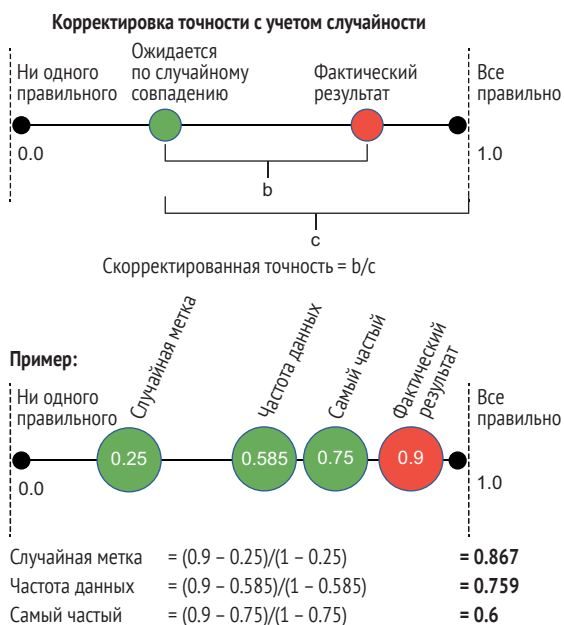 Корректировка точности с учетом случайности
Ни одного
правильного
Ожидается
по случайному
совпадению
Фактический
результат
Все
правильно
0.0
1.0
b
c
Скорректированная точность = b/c
Пример:
Ни одного
правильного
Случайная метка
Частота данных
Самый частый
Фактический
результат
Все
правильно
0.25
0.585
0.75
0.9
0.0
1.0
Случайная метка = (0.9 – 0.25)/(1 – 0.25) = 0.867
Частота данных = (0.9 – 0.585)/(1 – 0.585) = 0.759
Самый частый = (0.9 – 0.75)/(1 – 0.75) = 0.6